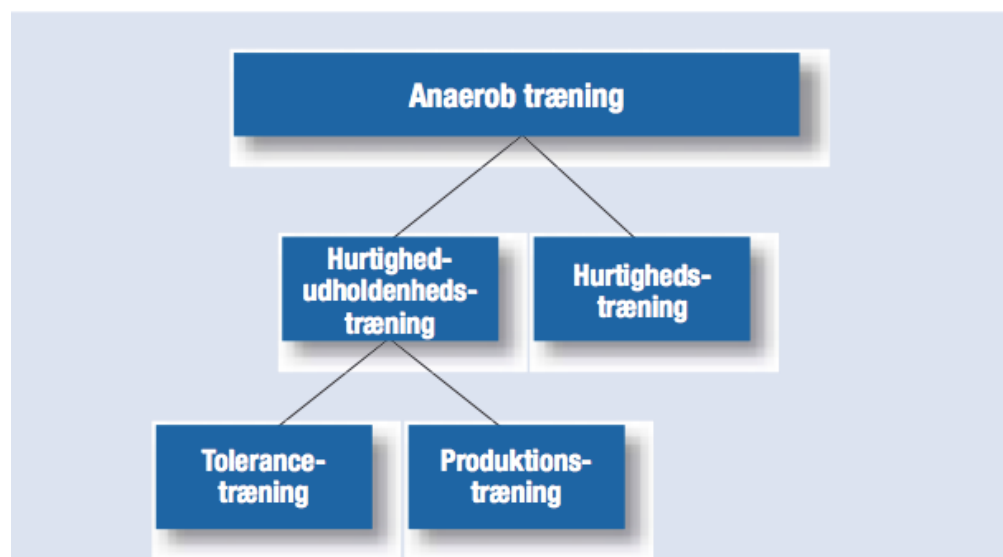 Anaerob træning
Hurtighed-
udholdenheds-
træning
Hurtigheds-
træning
Tolerance-
træning
Produktions-
træning